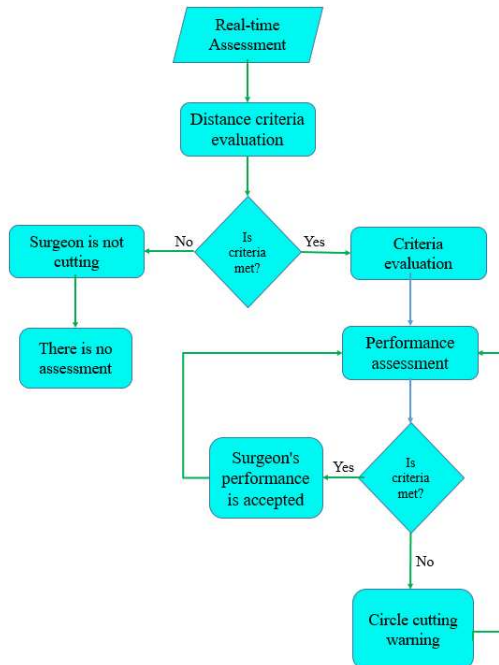 Real-time
Assessment
Distance criteria
evaluation
Is
criteria
met?
No
Yes
Surgeon is not
cutting
Criteria
evaluation
There is no
assessment
Performance
assessment
Is
criteria
met?
Yes
Surgeon's
performance
is accepted
No
Circle cutting
warning